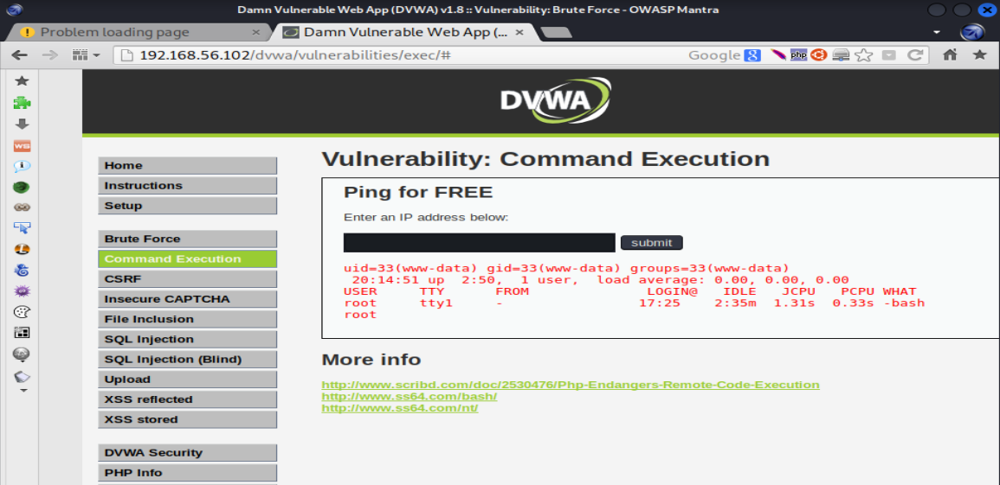 Damn Vulnerable Web App (DVWA) v1.8 :: Vulnerability: Brute Force - OWASP Mantra
Problem loading page
Damn Vulnerable Web App (...
192.168.56.102/dvwa/vulnerabilities/exec/#
Google
php
WS
DVWA
Home
Instructions
Setup
Brute Force
Command Execution
CSRF
Insecure CAPTCHA
File Inclusion
SQL Injection
SQL Injection (Blind)
Upload
XSS reflected
XSS stored
DVWA Security
PHP Info
Vulnerability: Command Execution
Ping for FREE
Enter an IP address below:
submit
uid=33(www-data) gid=33(www-data) groups=33(www-data)
20:14:51 up 2:50, 1 user, load average: 0.00, 0.00, 0.00
USER TTY FROM LOGIN@ IDLE JCPU PCPU WHAT
root tty1 - 17:25 2:35m 1.31s 0.33s -bash
root
More info
http://www.scribd.com/doc/2530476/Php-Endangers-Remote-Code-Execution
http://www.ss64.com/bash/
http://www.ss64.com/nt/